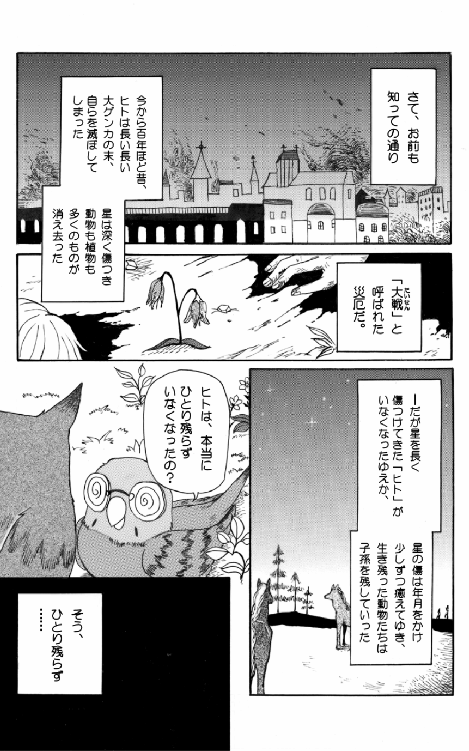 さて、お前も
知っての通り
今から百年ほど昔、
ヒトは長い長い
大ゲンカの末、
自らを滅ぼして
しまった
星は深く傷つき
動物も植物も
多くのものが
消え去った
「大戦」と
たいせん
呼ばれた
災厄だ。
ーだが星を長く
傷つけてきた「ヒト」が
いなくなったゆえか、
星の傷は年月をかけ
少しずつ癒えてゆき、
生き残った動物たちは
子孫を残していった
ヒトは、本当に
ひとり残らず
いなくなったの？
そう、
ひとり残らず
……